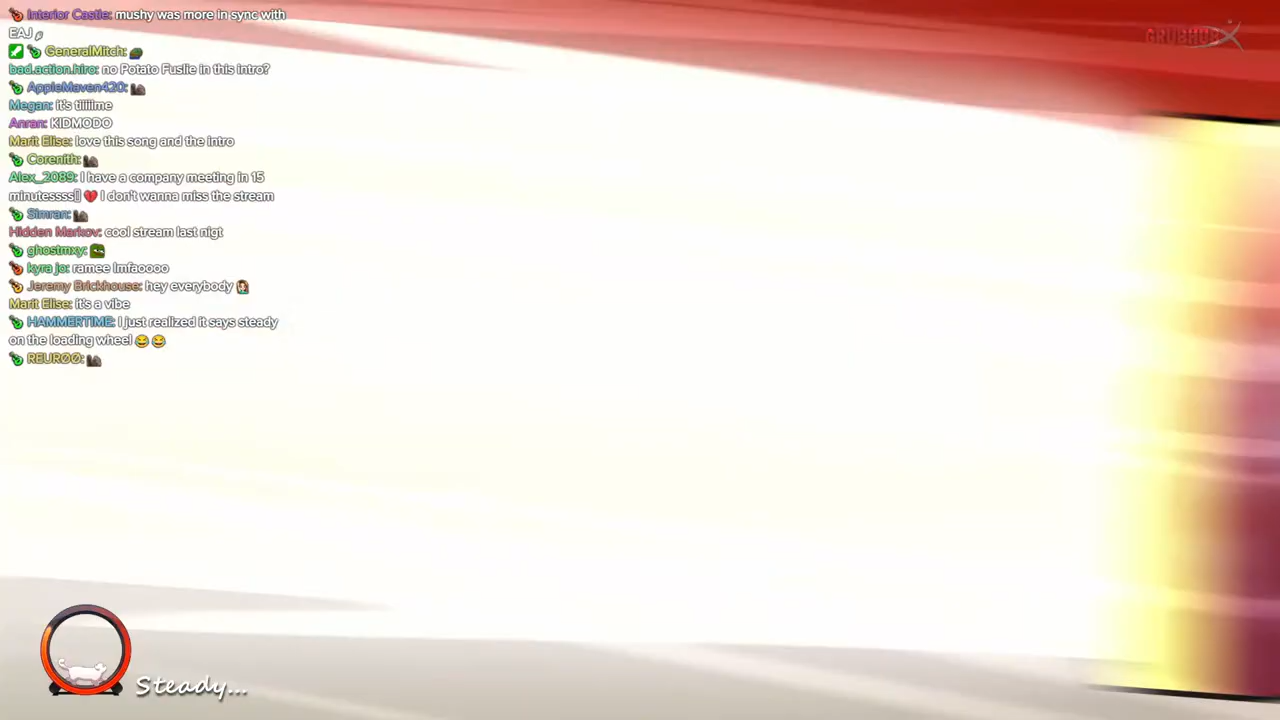 Interior Castle: mushy was more in sync with
EAJ
GeneralMitch:
bad.action.hiro: no Potato Fuslie in this intro?
AppleMaven420:
Megan: it's tiiiiime
Anran: KIDMODO
Marit Elise: love this song and the intro
Corenith:
Alex_2089: I have a company meeting in 15
minutessss▯ 💔 I don't wanna miss the stream
Simran:
Hidden Markov: cool stream last nigt
ghostmxy:
kyra jo: ramee lmfaoooo
Jeremy Brickhouse: hey everybody
Marit Elise: it's a vibe
HAMMERTIME: I just realized it says steady
on the loading wheel 😂 😂
REURØØ:
Steady...